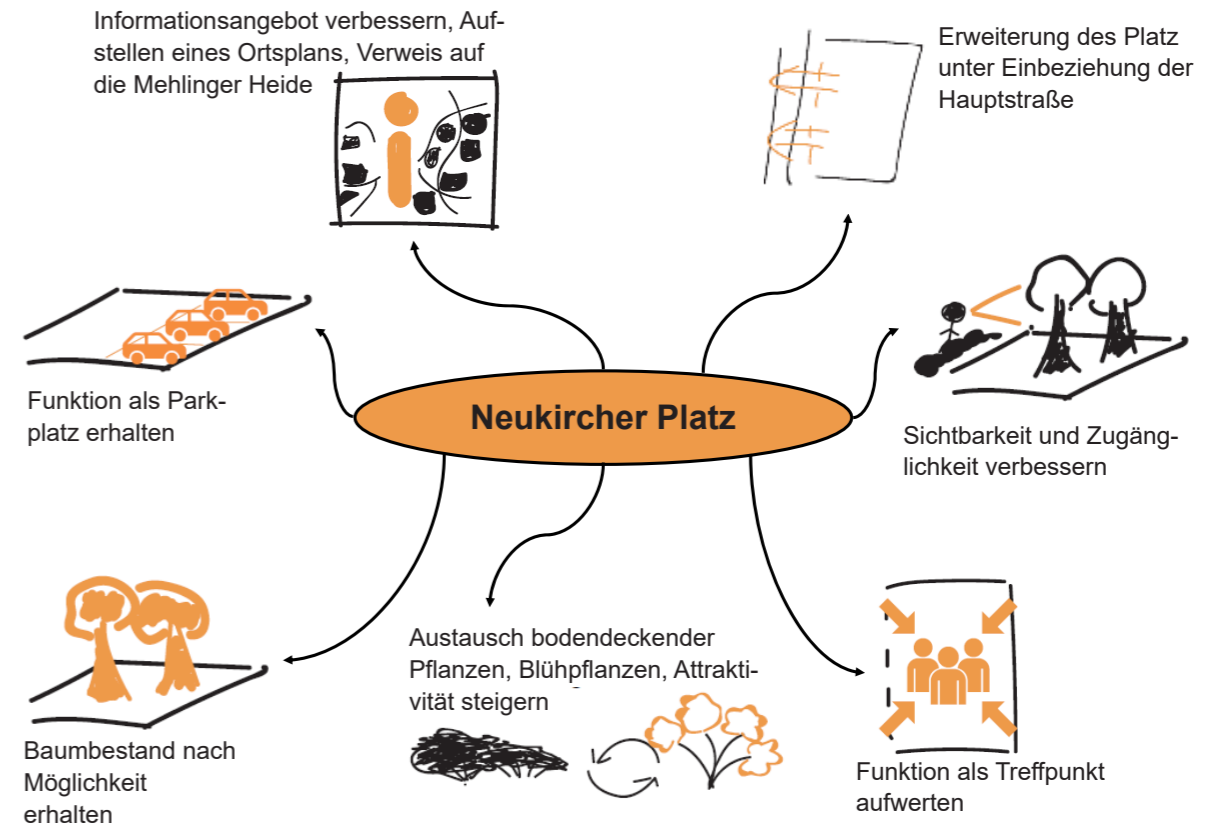 Informationsangebot verbessern, Auf-
stellen eines Ortsplans, Verweis auf
die Mehlinger Heide
Erweiterung des Platz
unter Einbeziehung der
Hauptstraße
Funktion als Park-
platz erhalten
Neukircher Platz
Sichtbarkeit und Zugäng-
lichkeit verbessern
Baumbestand nach
Möglichkeit
erhalten
Austausch bodendeckender
Pflanzen, Blühpflanzen, Attrakti-
vität steigern
Funktion als Treffpunkt
aufwerten